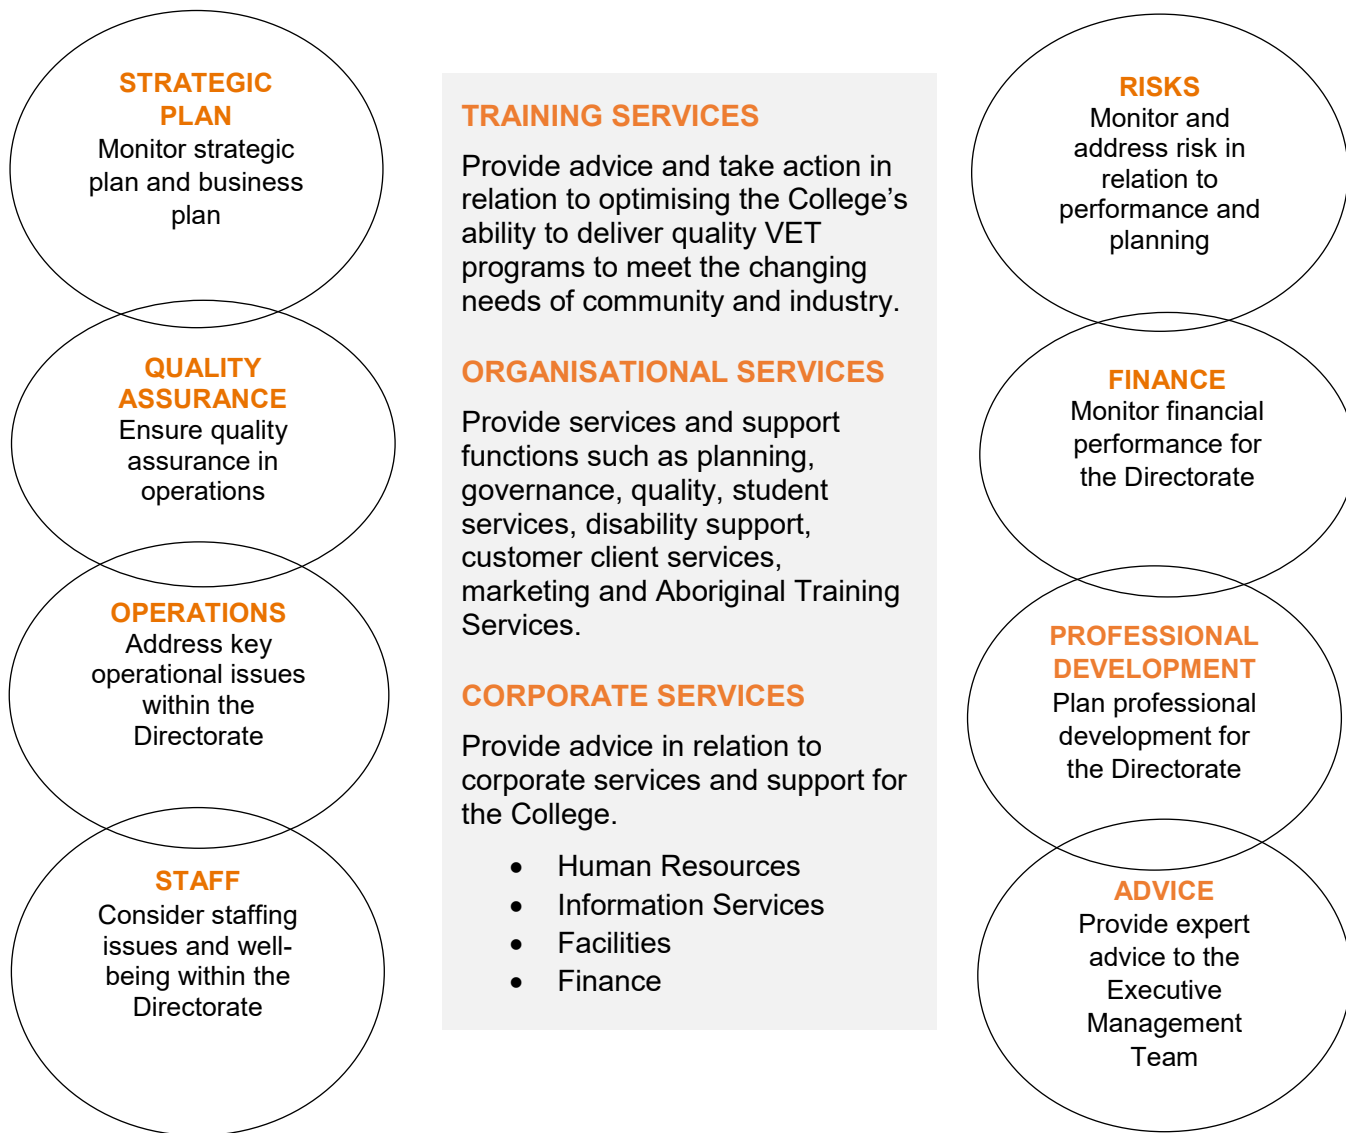 STRATEGIC
PLAN
Monitor strategic
plan and business
plan
QUALITY
ASSURANCE
Ensure quality
assurance in
operations
OPERATIONS
Address key
operational issues
within the
Directorate
STAFF
Consider staffing
issues and well-
being within the
Directorate
TRAINING SERVICES
Provide advice and take action in
relation to optimising the College’s
ability to deliver quality VET
programs to meet the changing
needs of community and industry.
ORGANISATIONAL SERVICES
Provide services and support
functions such as planning,
governance, quality, student
services, disability support,
customer client services,
marketing and Aboriginal Training
Services.
CORPORATE SERVICES
Provide advice in relation to
corporate services and support for
the College.
• Human Resources
• Information Services
• Facilities
• Finance
RISKS
Monitor and
address risk in
relation to
performance and
planning
FINANCE
Monitor financial
performance for
the Directorate
PROFESSIONAL
DEVELOPMENT
Plan professional
development for
the Directorate
ADVICE
Provide expert
advice to the
Executive
Management
Team